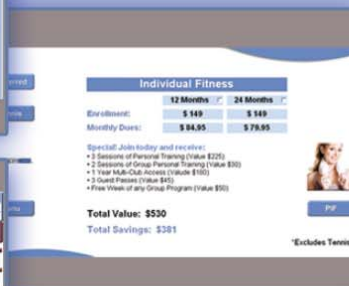 Individual Fitness
12 Months 24 Months
Enrollment: $ 149 $ 149
Monthly Dues: $ 84.95 $ 79.95
Special! Join today and receive:
• 3 Sessions of Personal Training (Value $225)
• 2 Sessions of Group Personal Training (Value $30)
• 1 Year Multi-Club Access (Value $180)
• 3 Guest Passes (Value $45)
• Free Week of any Group Program (Value $50)
Total Value: $530
Total Savings: $381
PIF
*Excludes Tennis